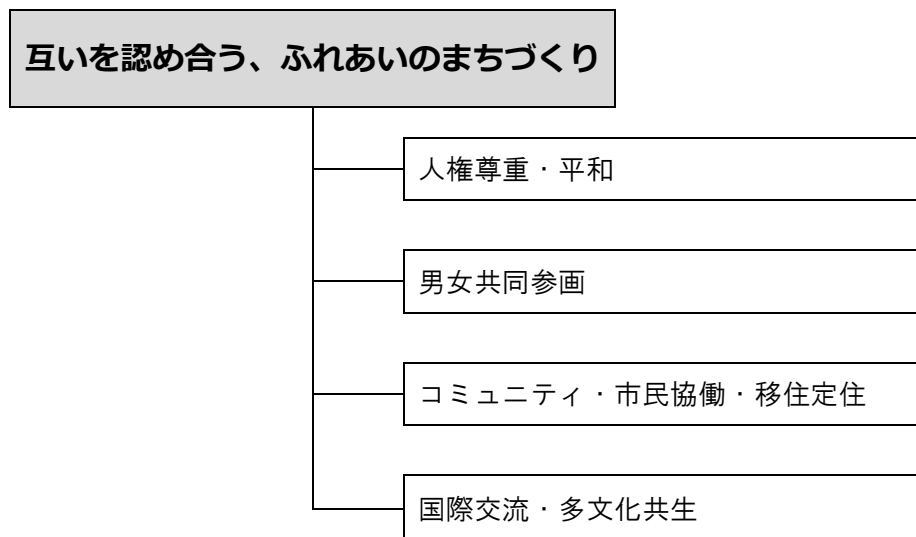 互いを認め合う、ふれあいのまちづくり
人権尊重・平和
男女共同参画
コミュニティ・市民協働・移住定住
国際交流・多文化共生